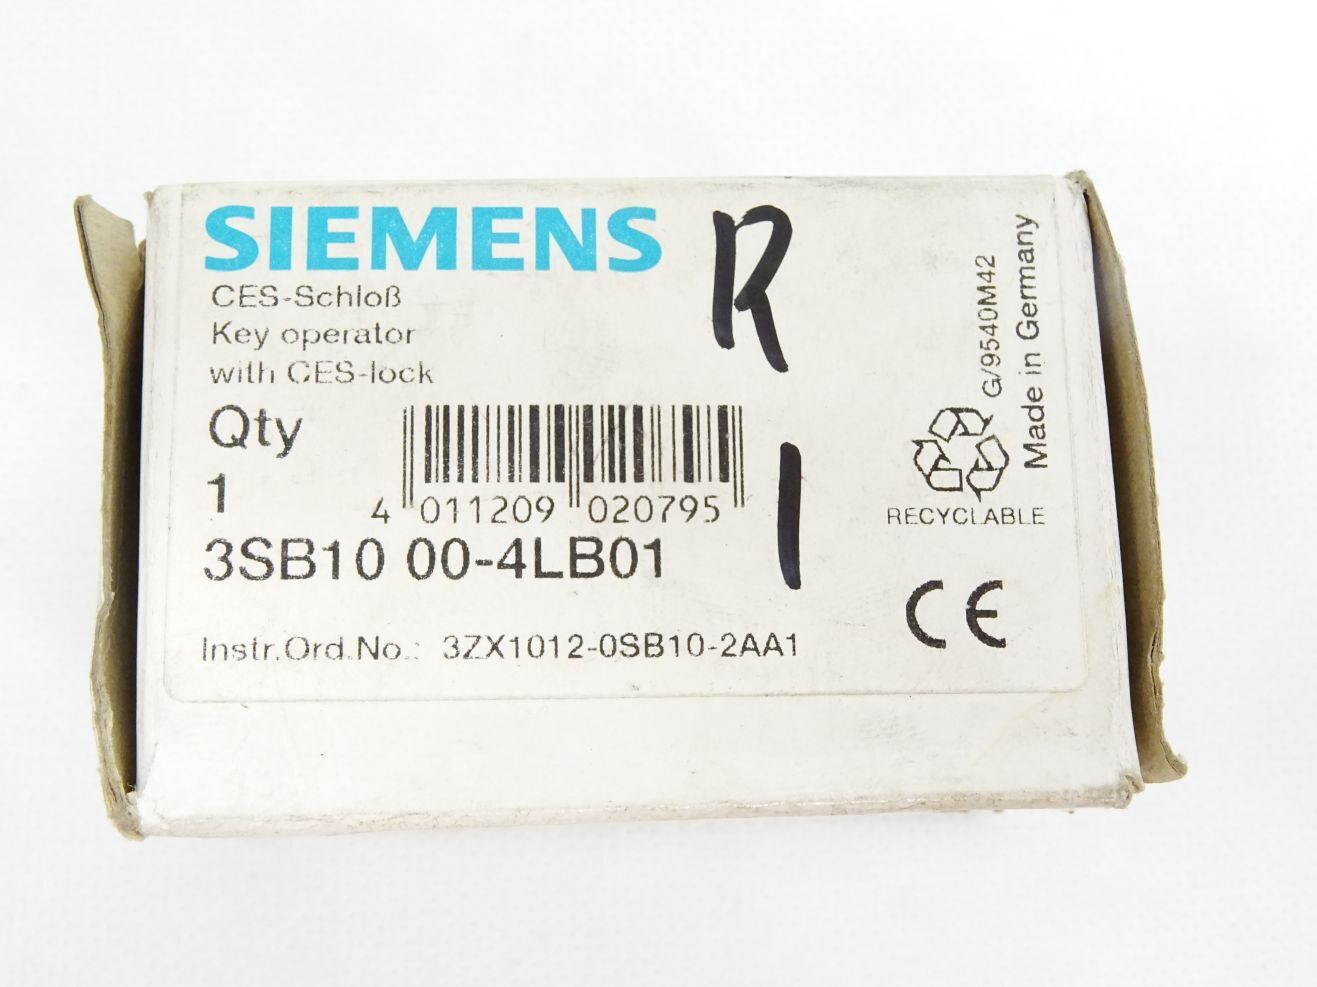 SIEMENS
CES-Schloß
Key operator
with CES-lock
Qty
1
4 011209 020795
3SB10 00-4LB01
Instr.Ord.No.: 3ZX1012-0SB10-2AA1
R
I
G/9540M42
Made in Germany
RECYCLABLE
CE